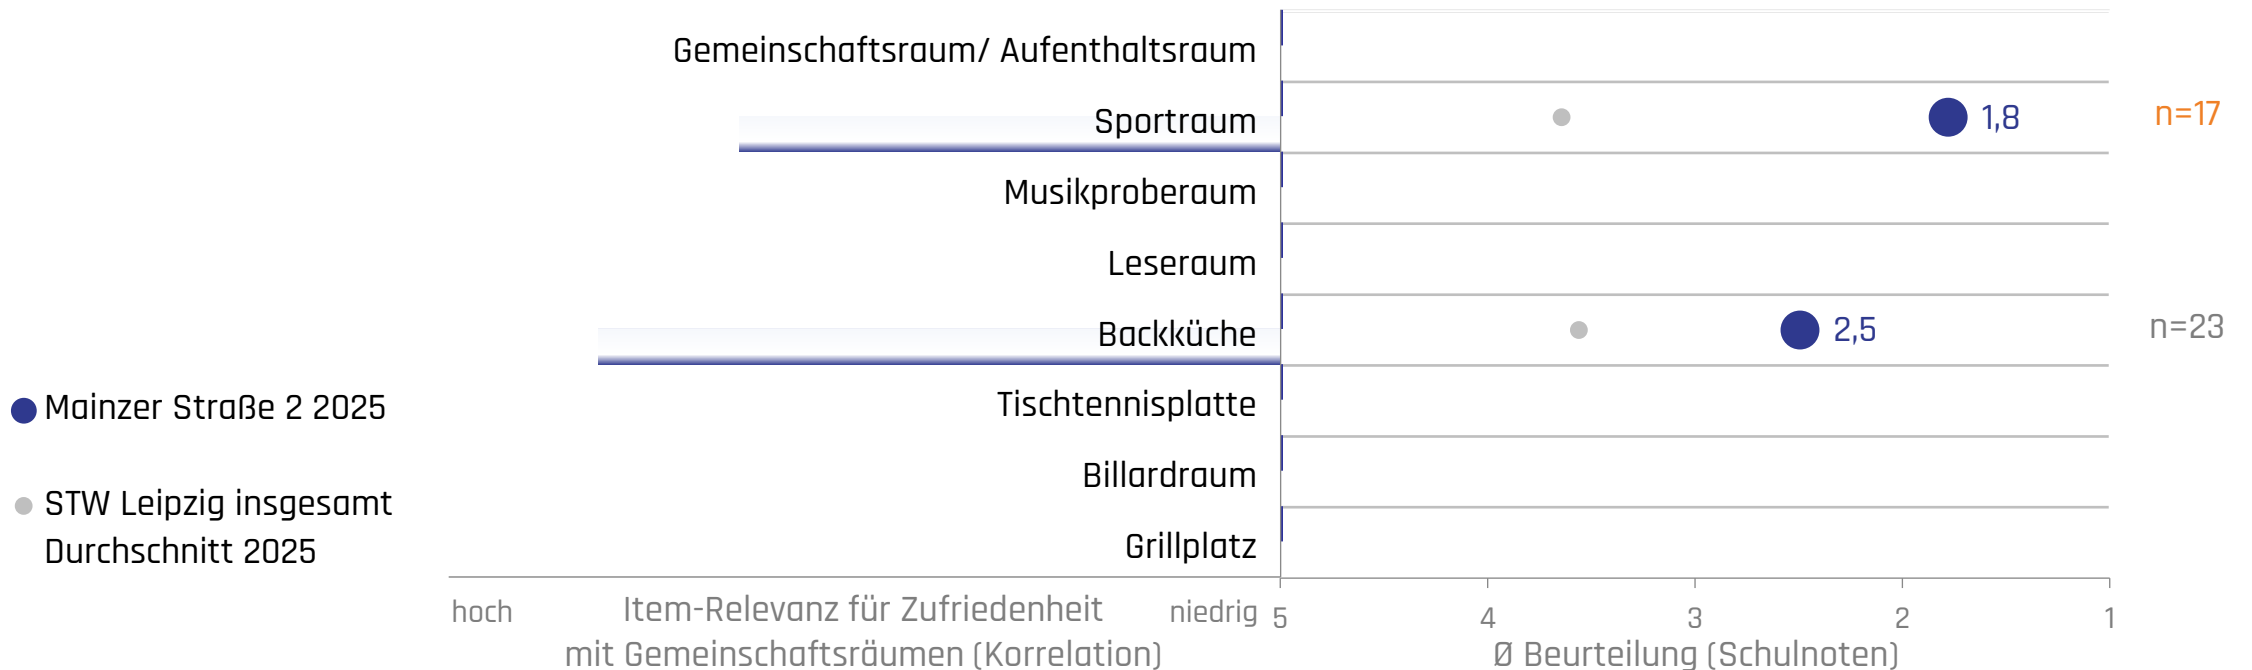 Gemeinschaftsraum/ Aufenthaltsraum
Sportraum 1,8 n=17
Musikproberaum
Leseraum
Backküche 2,5 n=23
Tischtennisplatte
Billardraum
Grillplatz
Mainzer Straße 2 2025
STW Leipzig insgesamt
Durchschnitt 2025
hoch Item-Relevanz für Zufriedenheit niedrig
mit Gemeinschaftsräumen (Korrelation)
5 4 3 2 1
Ø Beurteilung (Schulnoten)